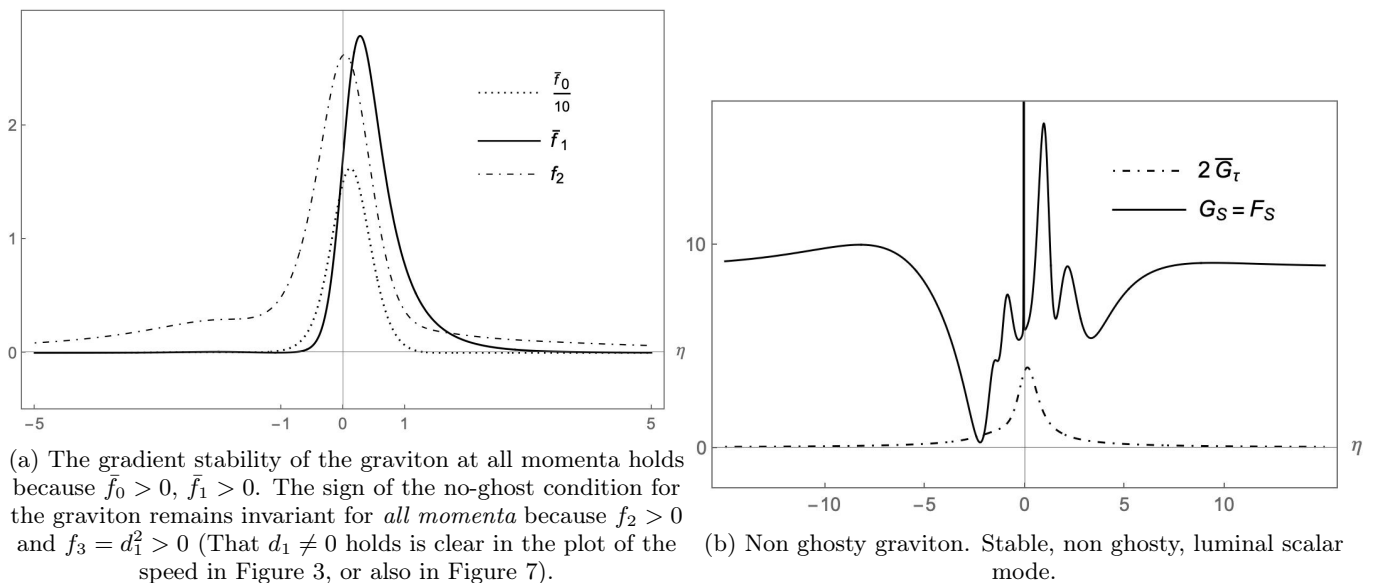 2
1
0
-5
-1
0
1
5
η
f̄₀/10
f̄₁
f₂
(a) The gradient stability of the graviton at all momenta holds
because f̄₀ > 0, f̄₁ > 0. The sign of the no-ghost condition for
the graviton remains invariant for all momenta because f₂ > 0
and f₃ = d₁² > 0 (That d₁ ≠ 0 holds is clear in the plot of the
speed in Figure 3, or also in Figure 7).
10
0
-10
-5
0
5
10
η
2 G̅_τ
G_S = F_S
(b) Non ghosty graviton. Stable, non ghosty, luminal scalar
mode.